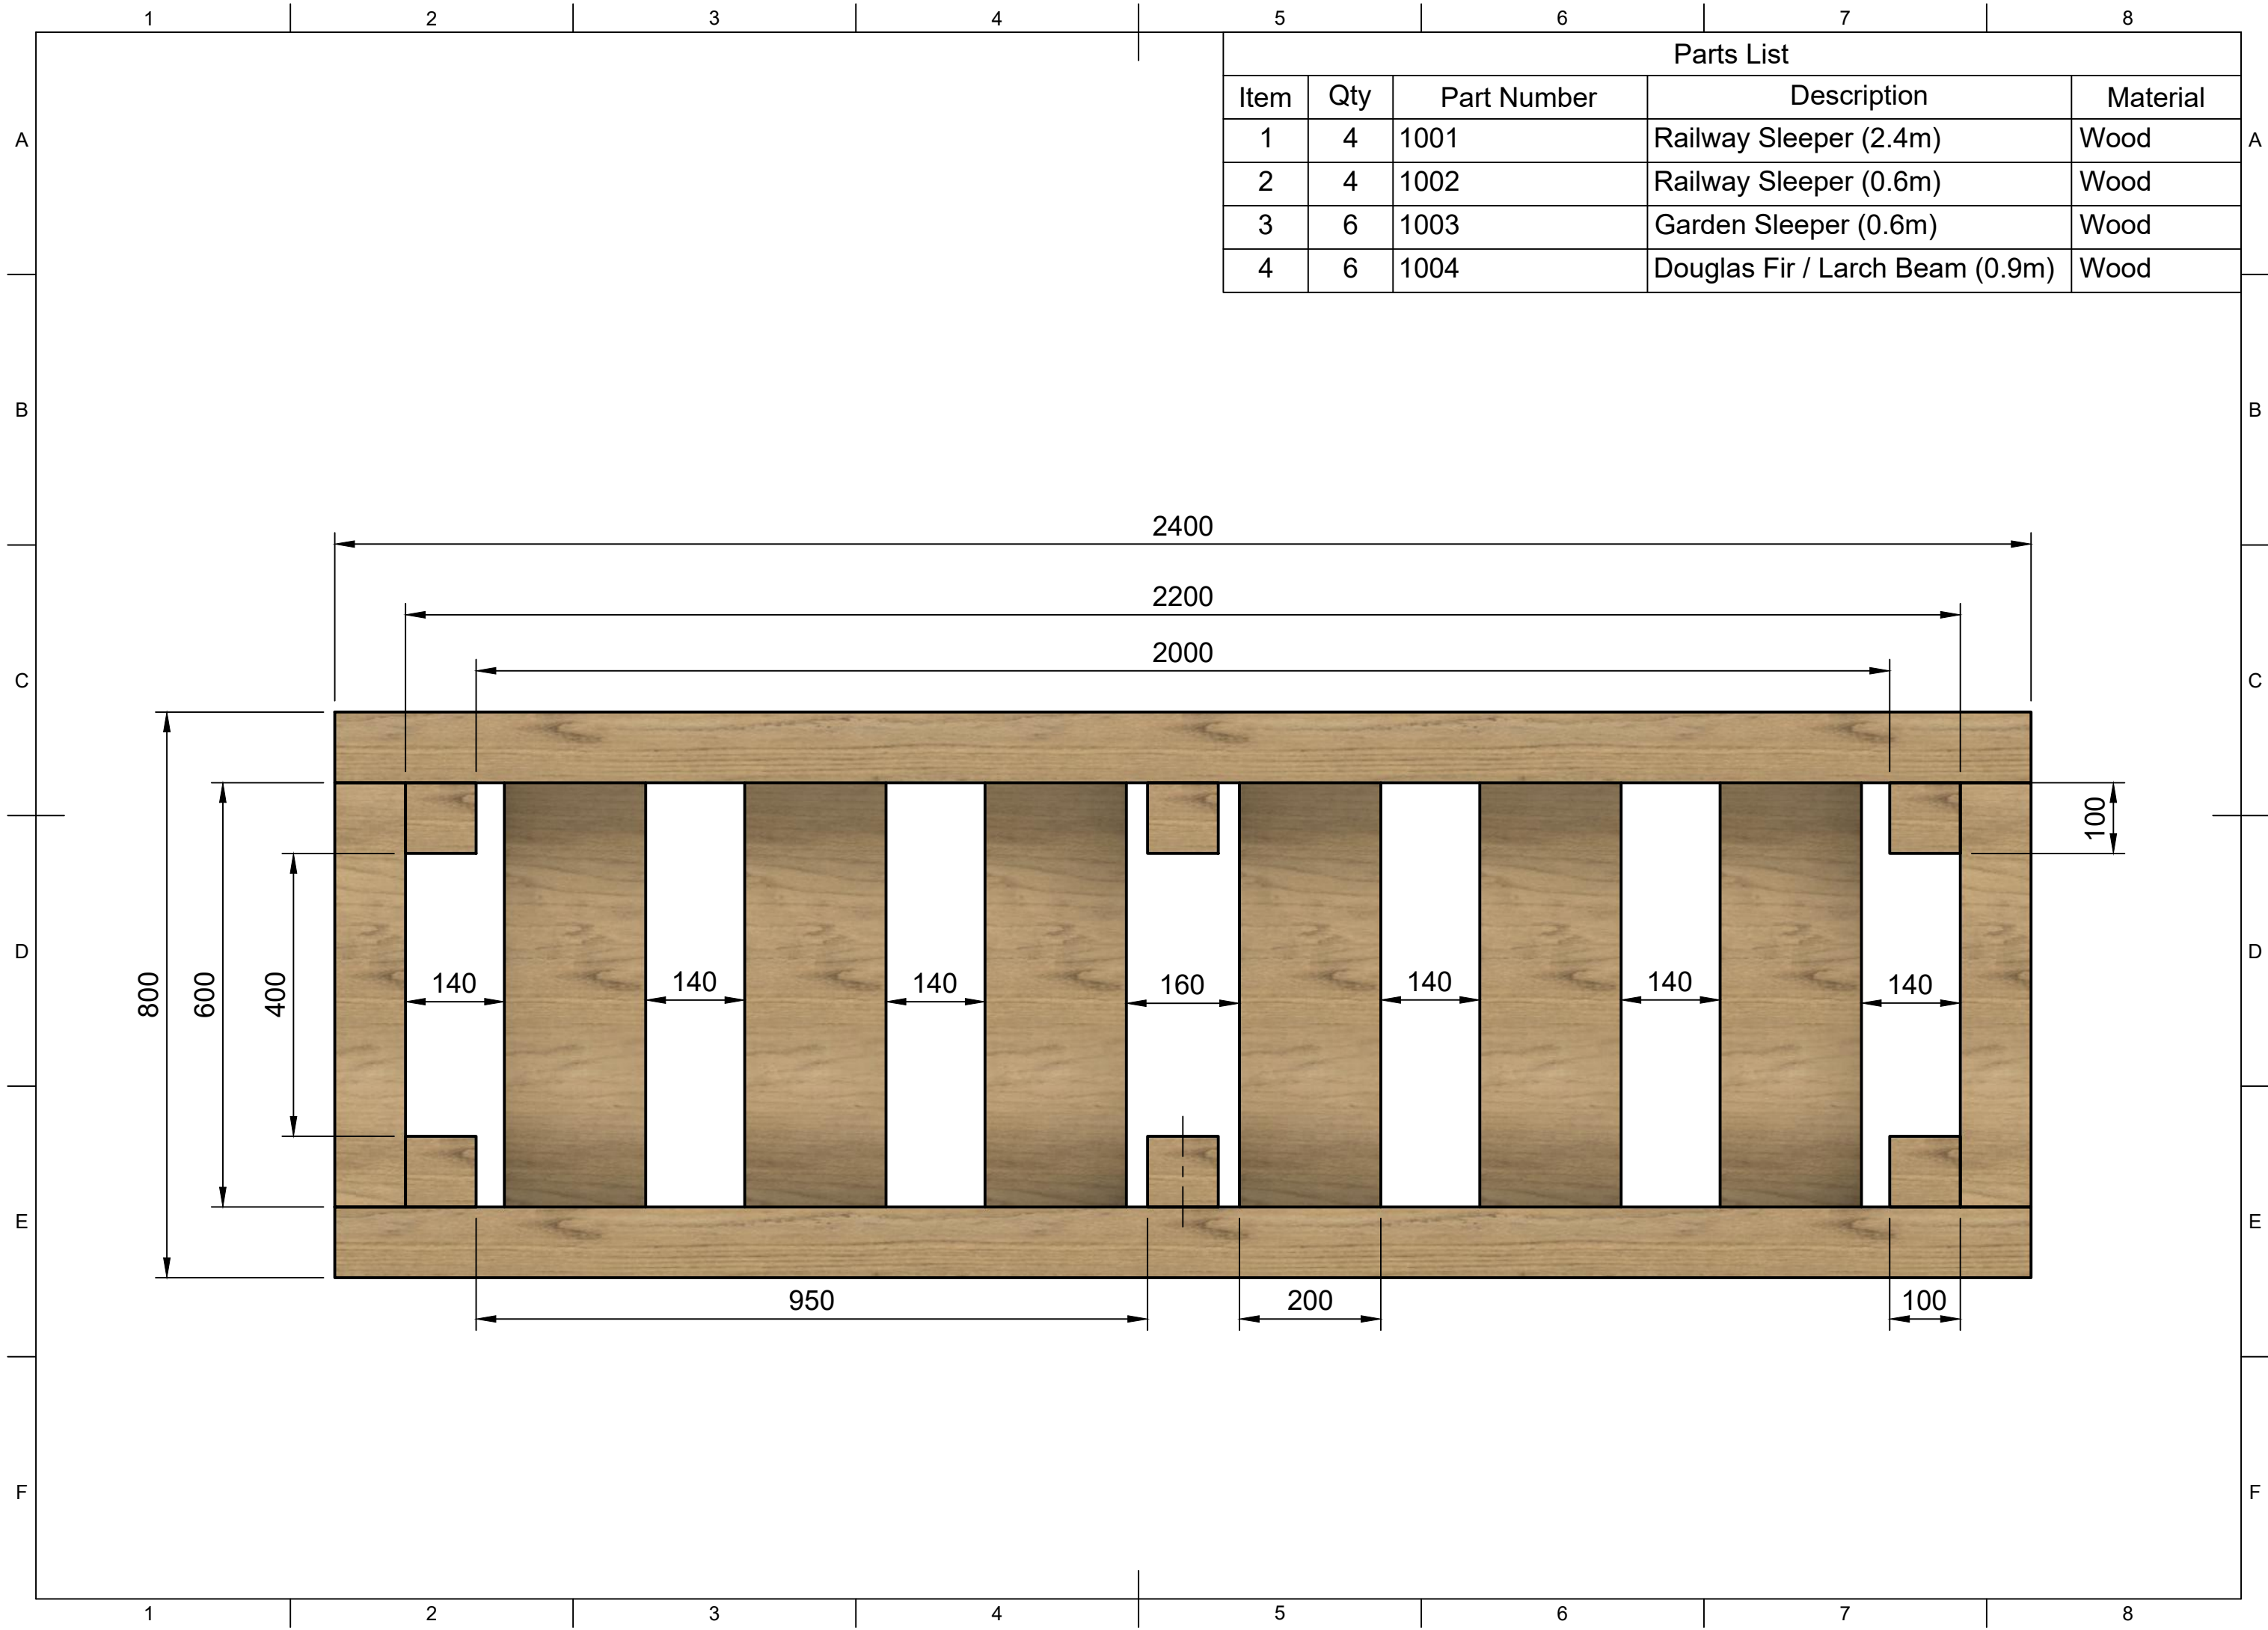 1 2 3 4 5 6 7 8
Parts List
Item Qty Part Number Description Material
A 1 4 1001 Railway Sleeper (2.4m) Wood A
2 4 1002 Railway Sleeper (0.6m) Wood
3 6 1003 Garden Sleeper (0.6m) Wood
4 6 1004 Douglas Fir / Larch Beam (0.9m) Wood
B B
2400
2200
2000
C C
100
D D
800 600 400 140 140 140 160 140 140 140
E E
950 200 100
F F
1 2 3 4 5 6 7 8